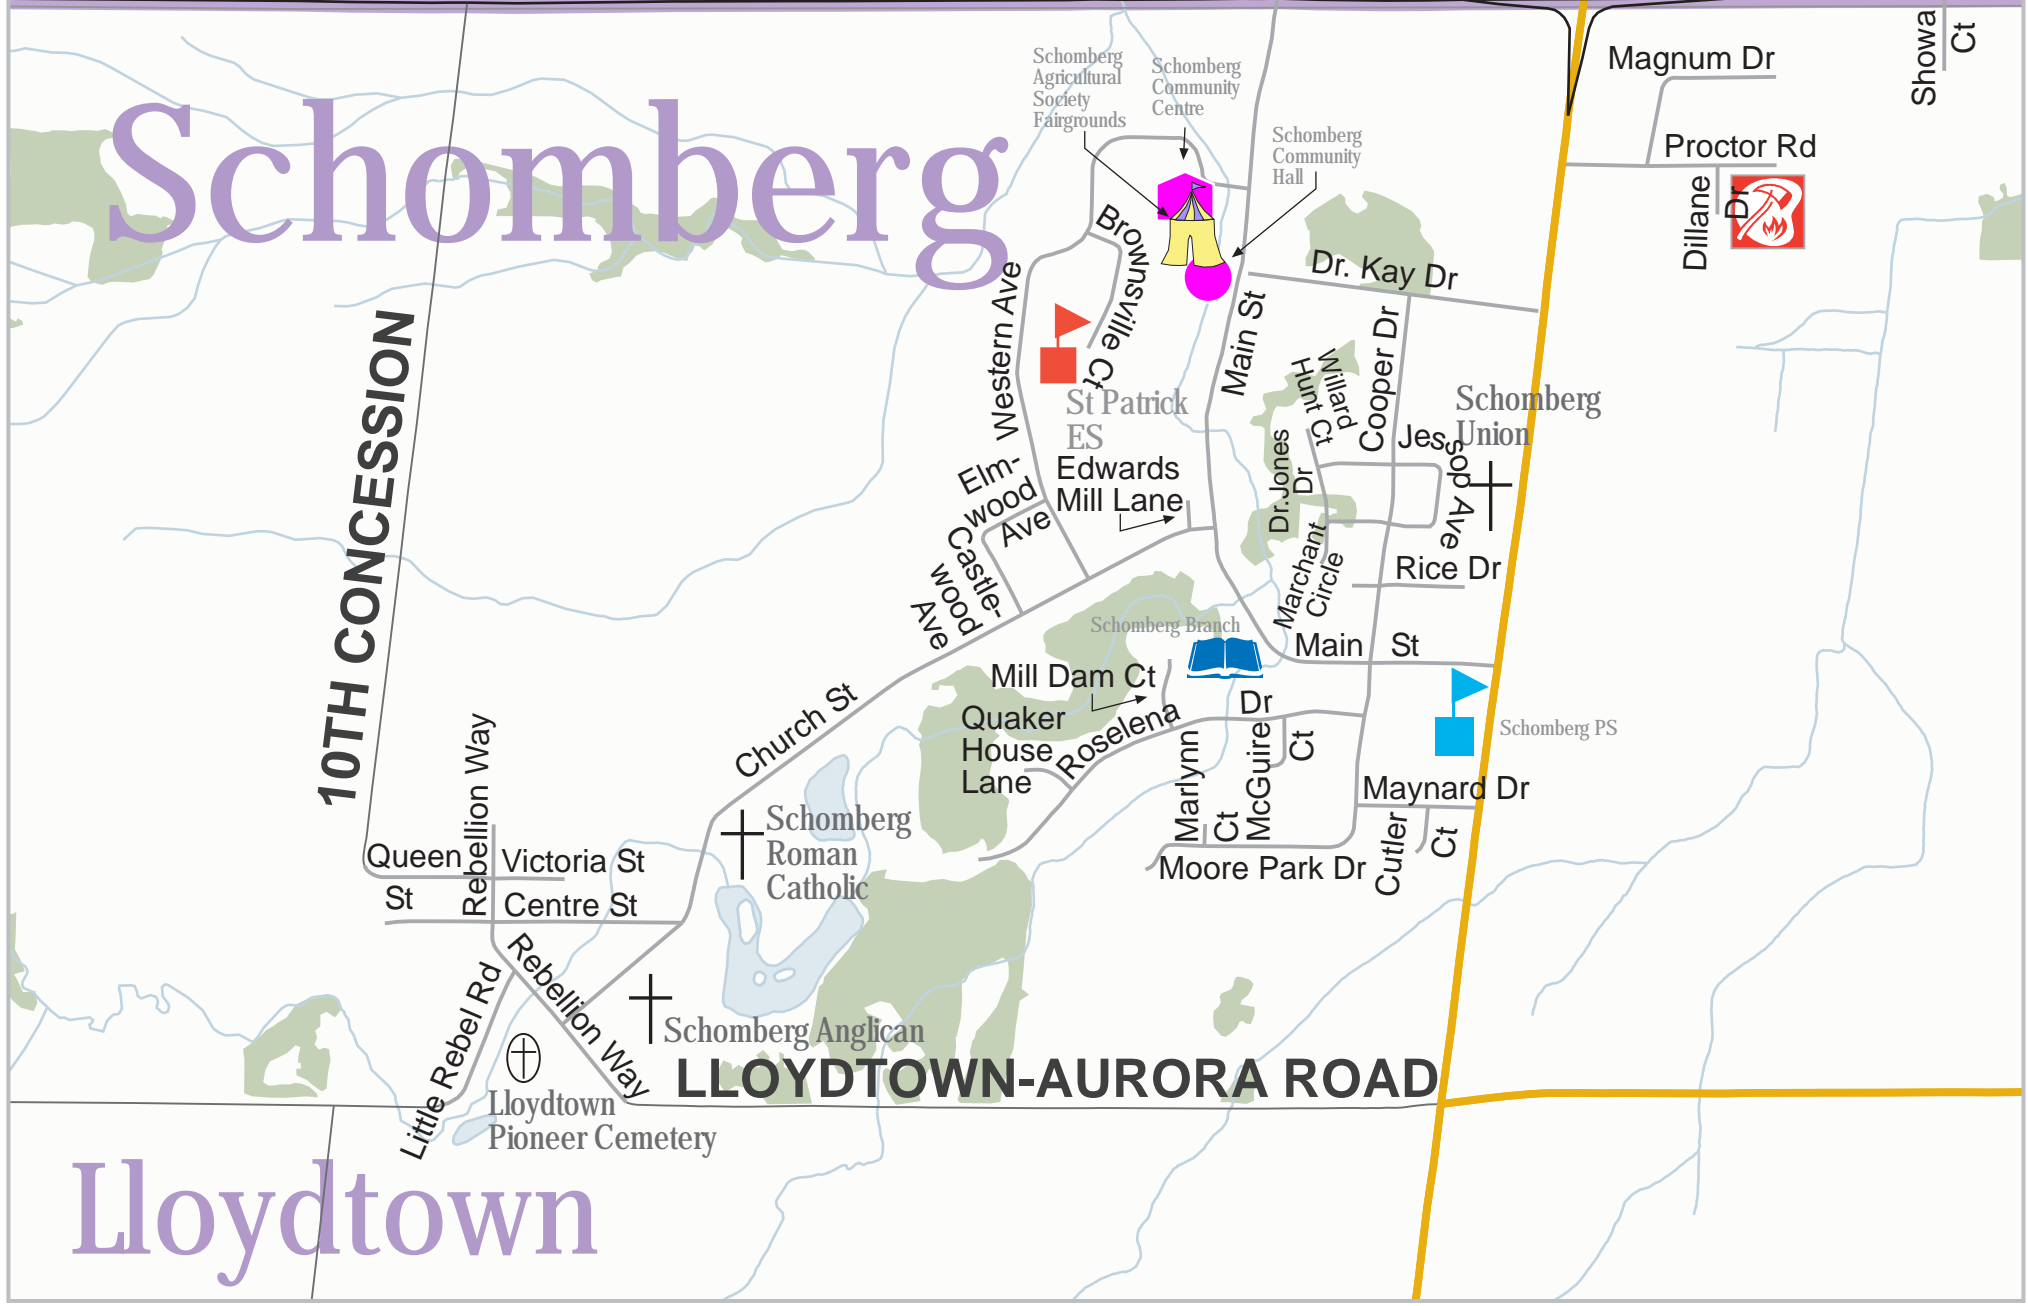 Showa
Ct
Magnum Dr
Schomberg
Agricultural
Society
Fairgrounds
Schomberg
Community
Centre
Schomberg
Community
Hall
Proctor Rd
Dillane
Dr
Schomberg
Brownsville Ct
Western Ave
Dr. Kay Dr
Main St
Cooper Dr
Willard
Hunt Ct
10TH CONCESSION
St Patrick
ES
Schomberg
Union
Jessop Ave
Dr.Jones
Dr
Edwards
Mill Lane
Elm-
wood
Ave
Castle-
wood
Ave
Marchant
Circle
Rice Dr
Schomberg Branch
Main St
Mill Dam Ct
Quaker
House
Lane
Roselena Dr
Church St
Schomberg PS
Marlynn
Ct
McGuire
Ct
Maynard Dr
Cutler
Ct
Moore Park Dr
Rebellion Way
Schomberg
Roman
Catholic
Queen
St
Victoria St
Centre St
Rebellion Way
Little Rebel Rd
Schomberg Anglican
LLOYDTOWN-AURORA ROAD
Lloydtown
Pioneer Cemetery
Lloydtown